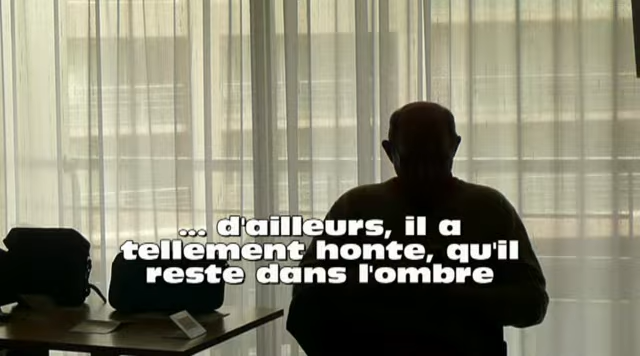 ... d'ailleurs, il a
tellement honte, qu'il
reste dans l'ombre